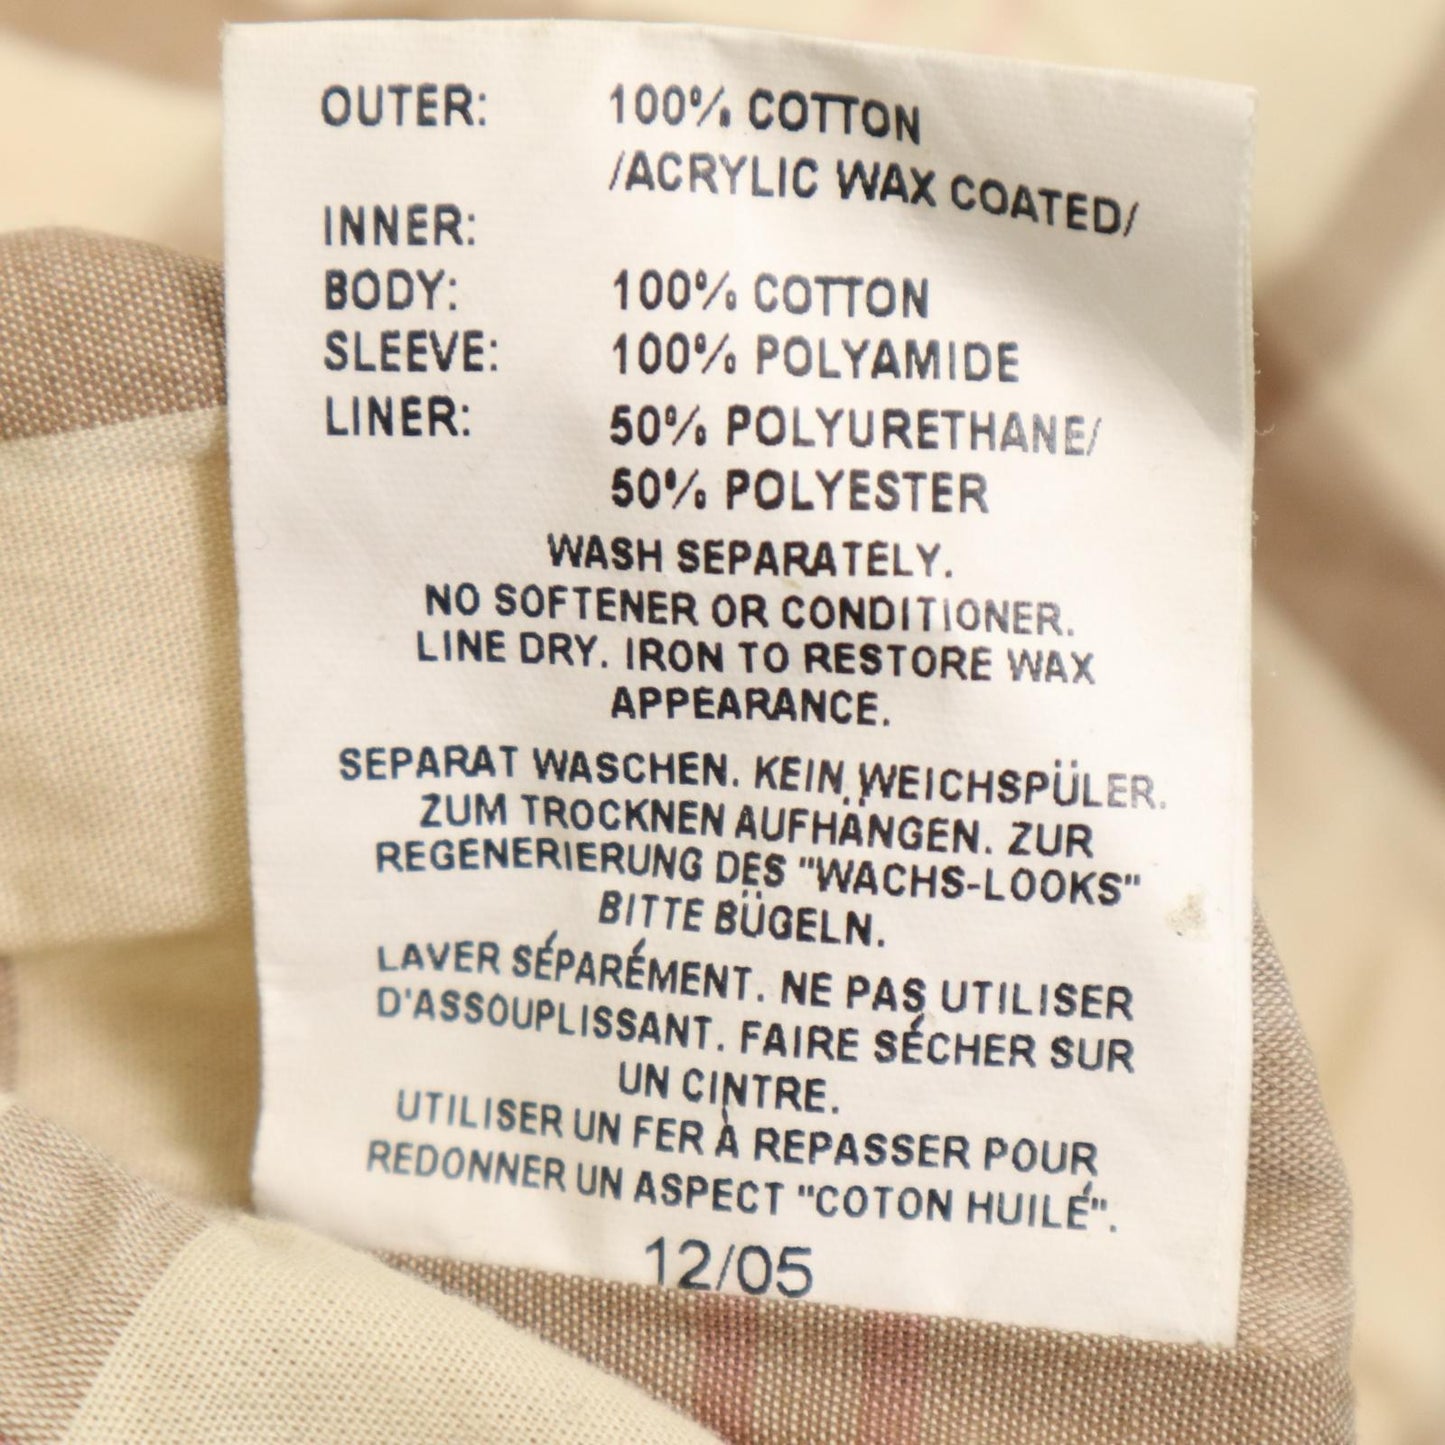 OUTER: 100% COTTON
/ACRYLIC WAX COATED/
INNER:
BODY: 100% COTTON
SLEEVE: 100% POLYAMIDE
LINER: 50% POLYURETHANE/
50% POLYESTER
WASH SEPARATELY.
NO SOFTENER OR CONDITIONER.
LINE DRY. IRON TO RESTORE WAX
APPEARANCE.
SEPARAT WASCHEN. KEIN WEICHSPÜLER.
ZUM TROCKNEN AUFHÄNGEN. ZUR
REGENERIERUNG DES "WACHS-LOOKS"
BITTE BÜGELN.
LAVER SÉPARÉMENT. NE PAS UTILISER
D'ASSOUPLISSANT. FAIRE SÉCHER SUR
UN CINTRE.
UTILISER UN FER À REPASSER POUR
REDONNER UN ASPECT "COTON HUILÉ".
12/05